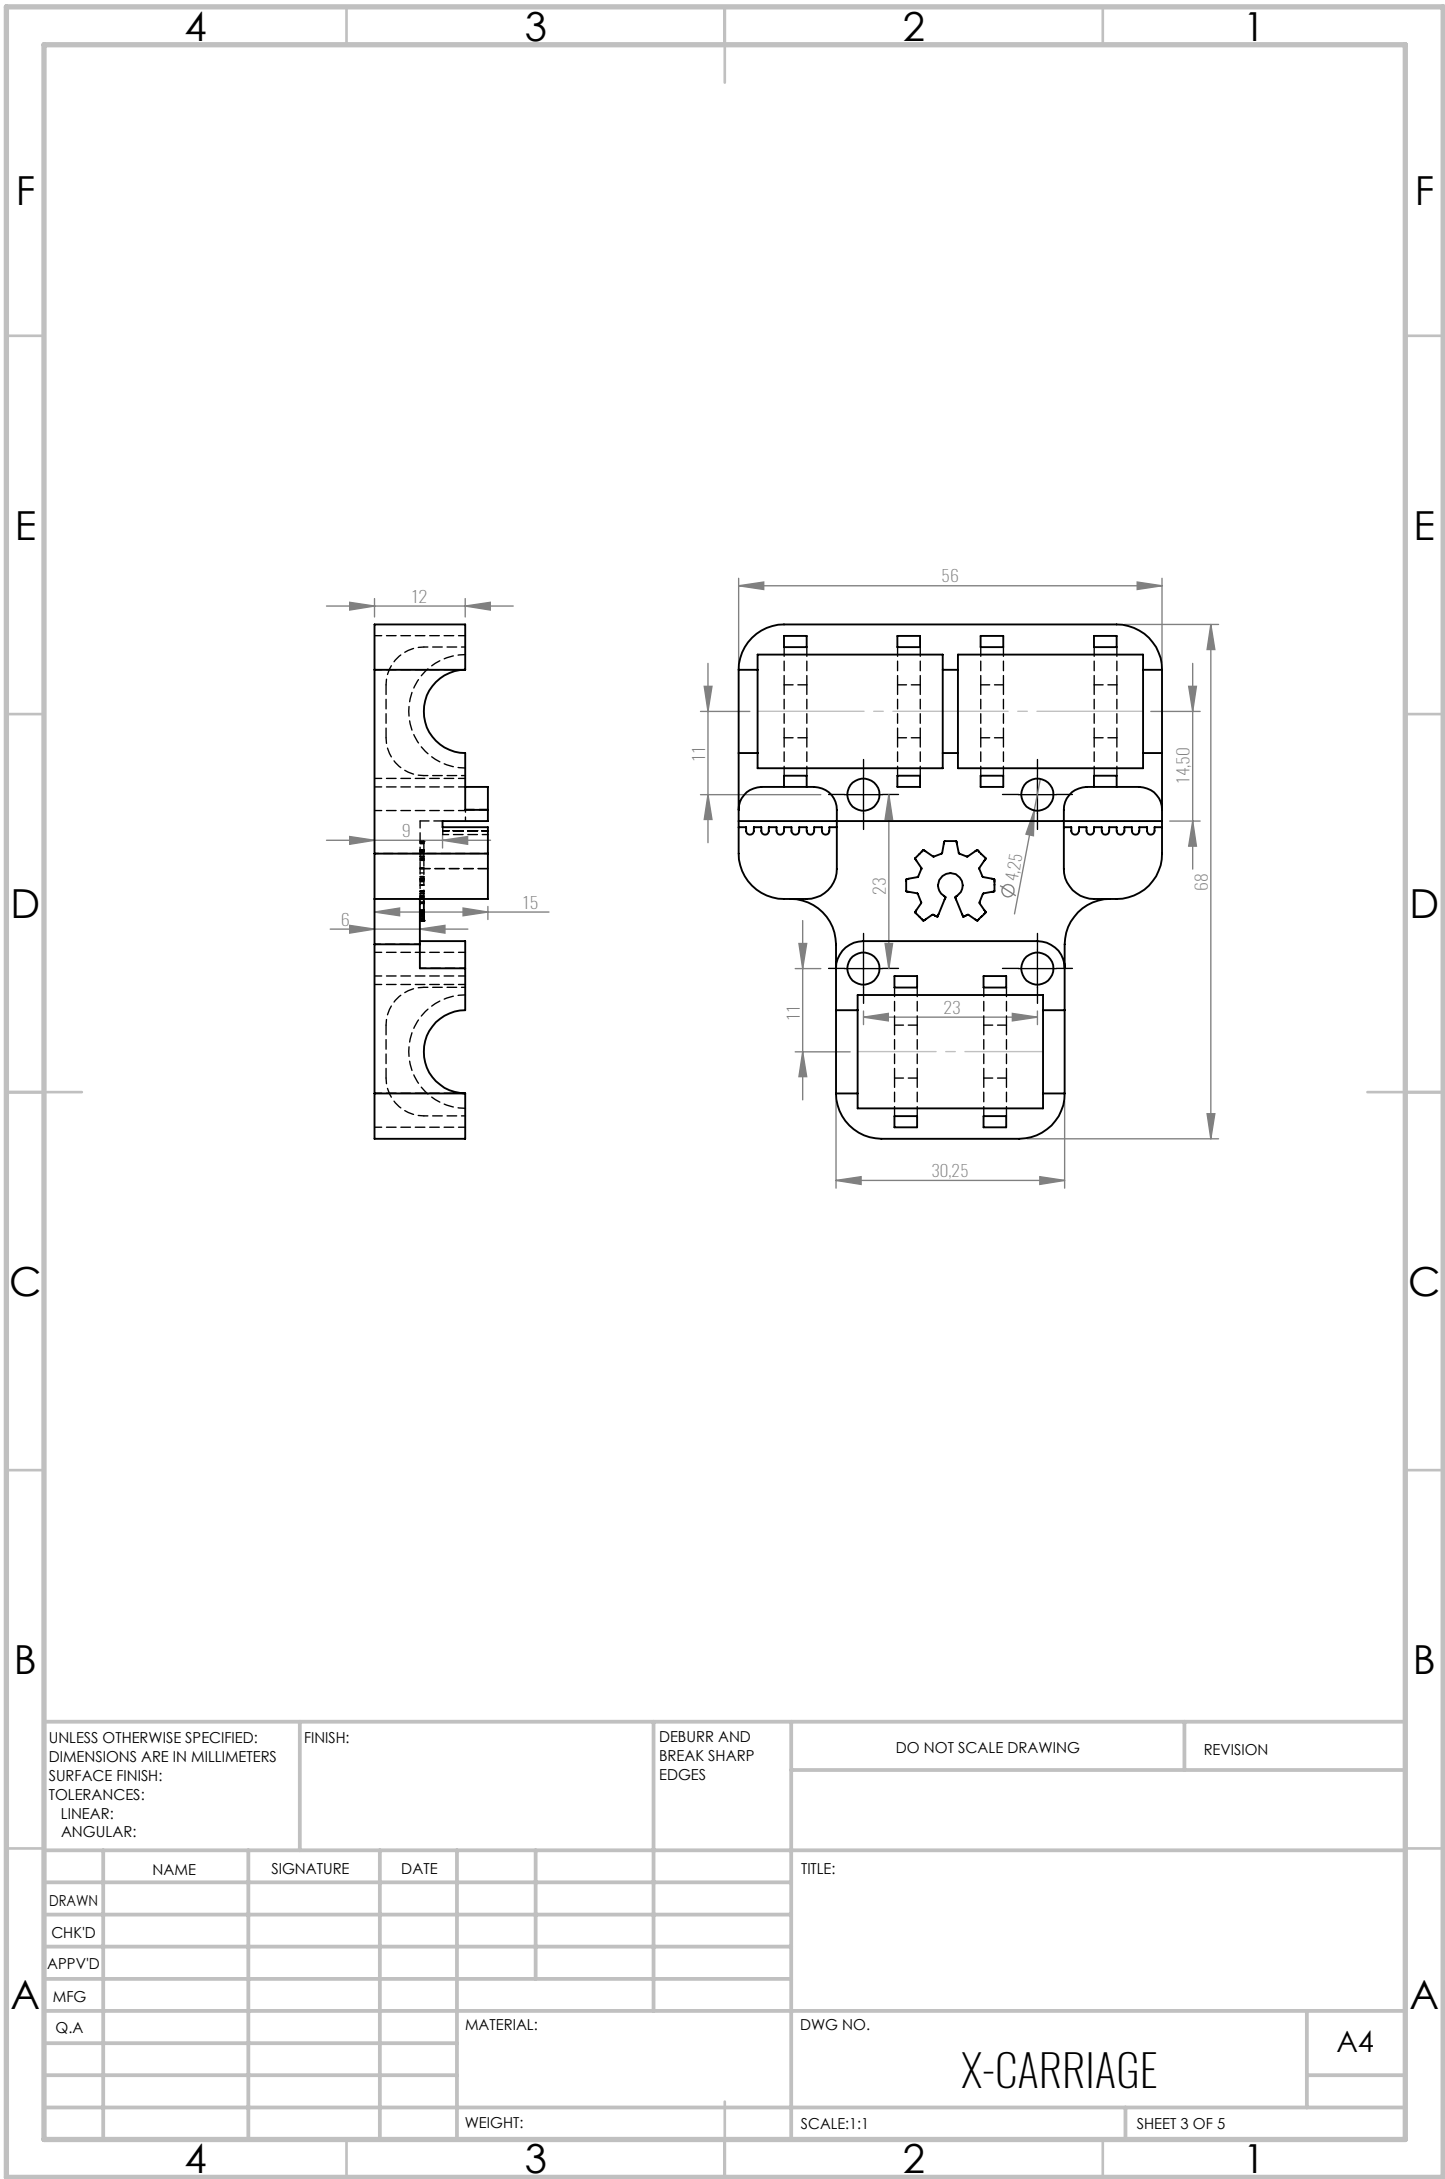 4 3 2 1
F F
E E
56
12
11
14,50
9
Ø 4,25
23
68
D D
15
6
23
11
30,25
C C
B B
UNLESS OTHERWISE SPECIFIED:
DIMENSIONS ARE IN MILLIMETERS
SURFACE FINISH:
TOLERANCES:
LINEAR:
ANGULAR:
FINISH:
DEBURR AND
BREAK SHARP
EDGES
DO NOT SCALE DRAWING
REVISION
NAME SIGNATURE DATE
TITLE:
DRAWN
CHK'D
APPV'D
MFG
A A
Q.A
MATERIAL:
DWG NO.
A4
X-CARRIAGE
WEIGHT:
SCALE:1:1
SHEET 3 OF 5
4 3 2 1